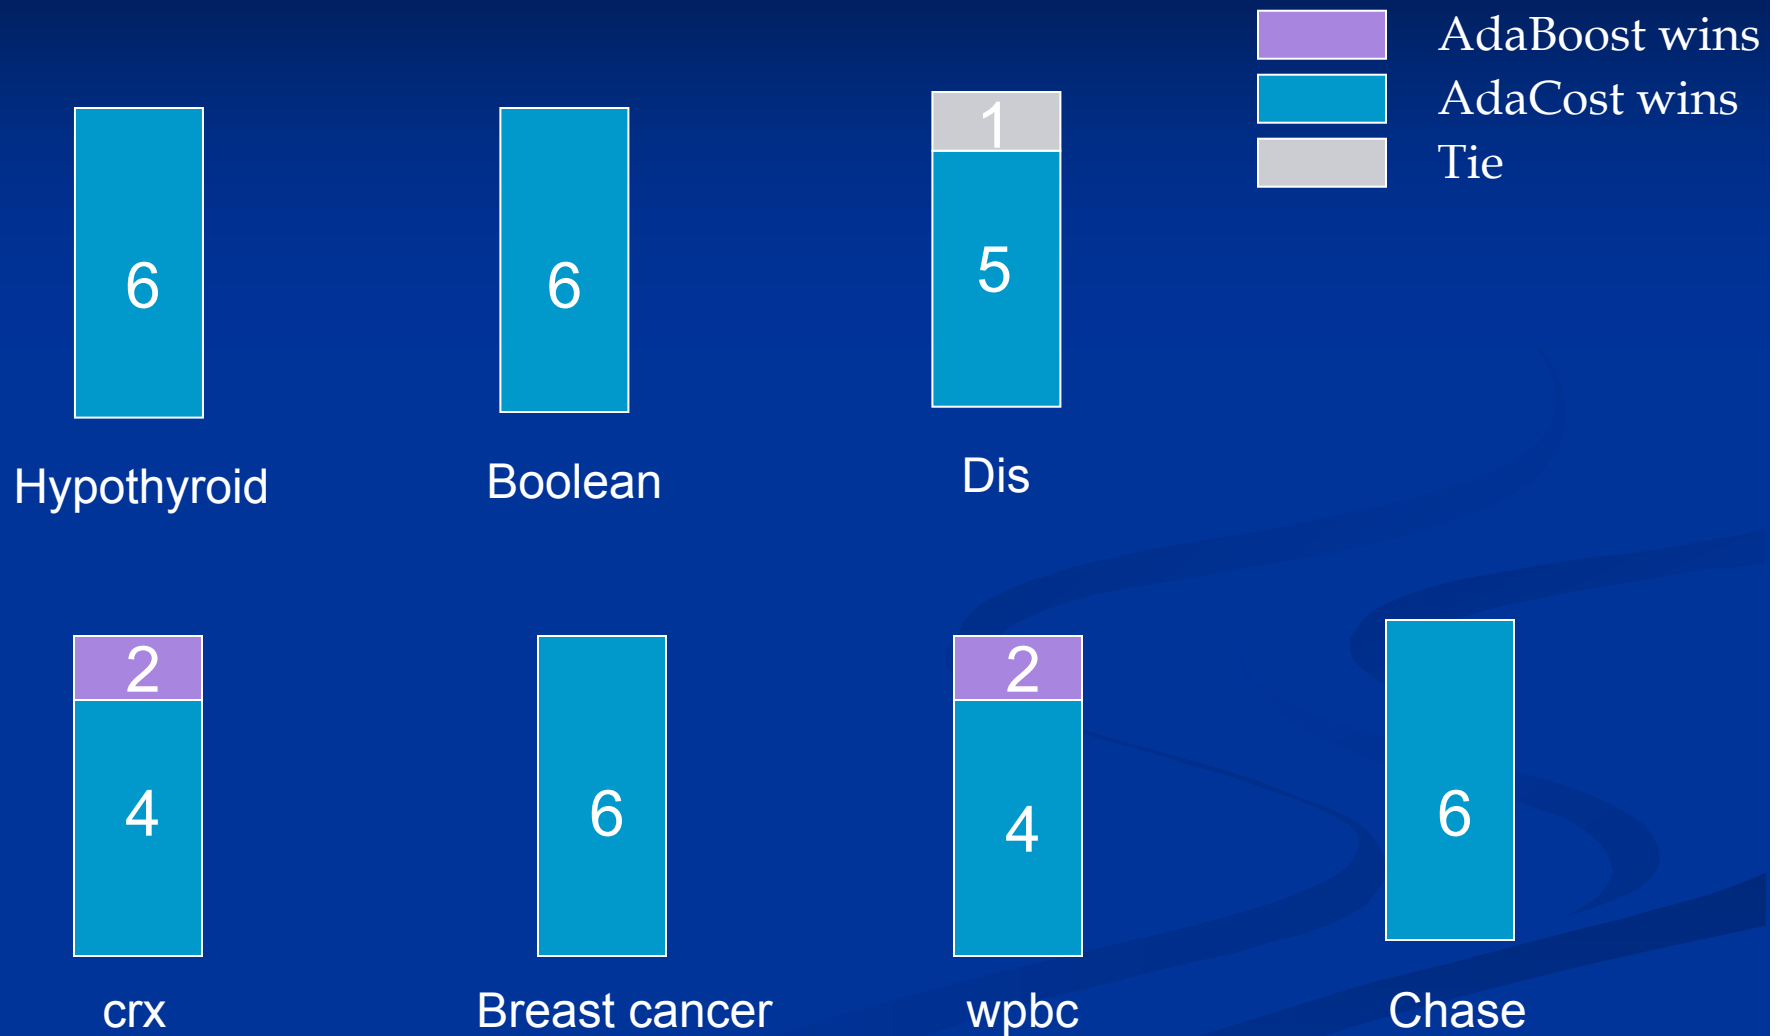 AdaBoost wins
AdaCost wins
Tie
6
6
1
5
Hypothyroid
Boolean
Dis
2
4
6
2
4
6
crx
Breast cancer
wpbc
Chase